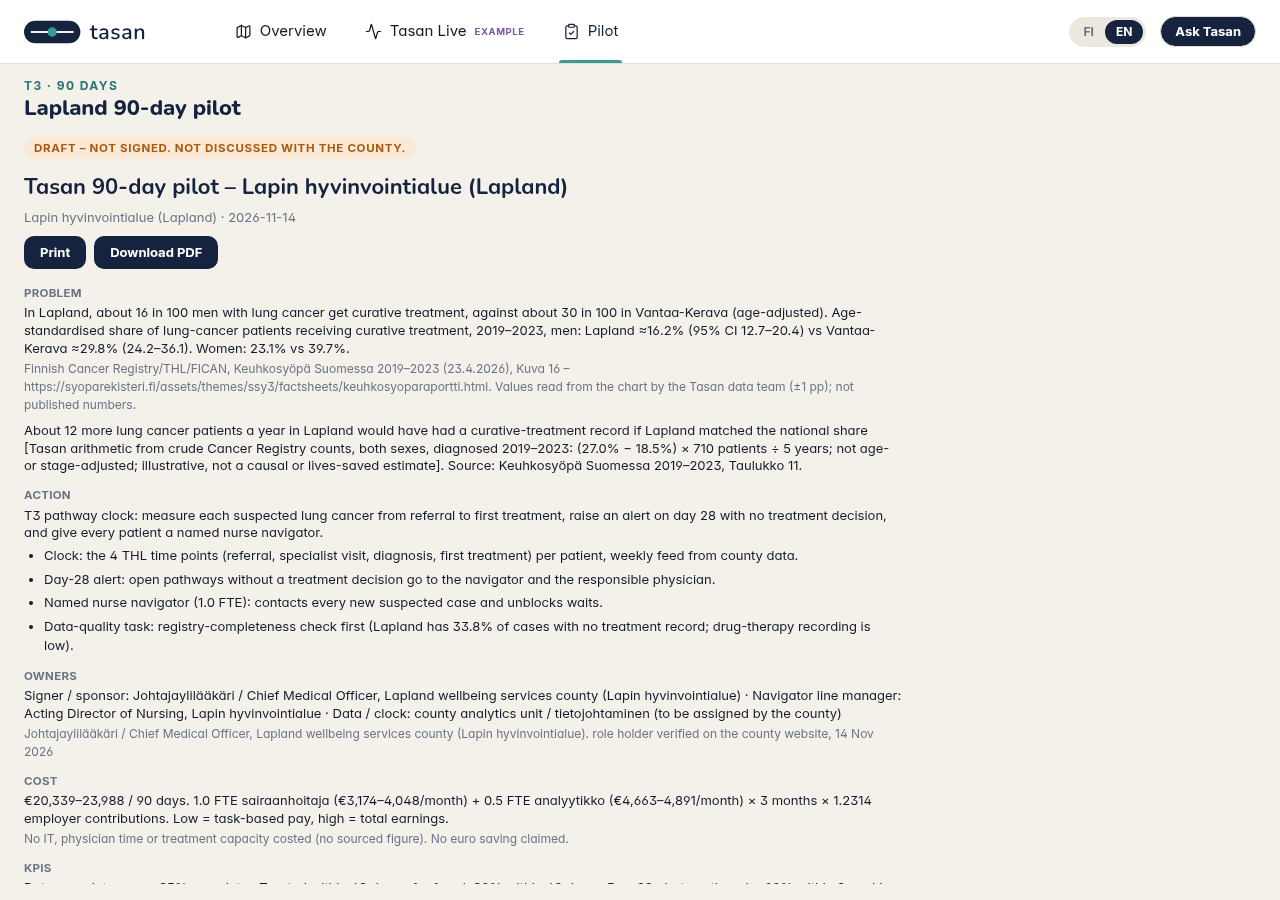 tasan
Overview
Tasan Live EXAMPLE
Pilot
FI
EN
Ask Tasan
T3 · 90 DAYS
Lapland 90-day pilot
DRAFT – NOT SIGNED. NOT DISCUSSED WITH THE COUNTY.
Tasan 90-day pilot – Lapin hyvinvointialue (Lapland)
Lapin hyvinvointialue (Lapland) · 2026-11-14
Print
Download PDF
PROBLEM
In Lapland, about 16 in 100 men with lung cancer get curative treatment, against about 30 in 100 in Vantaa-Kerava (age-adjusted). Age-
standardised share of lung-cancer patients receiving curative treatment, 2019–2023, men: Lapland ≈16.2% (95% CI 12.7–20.4) vs Vantaa-
Kerava ≈29.8% (24.2–36.1). Women: 23.1% vs 39.7%.
Finnish Cancer Registry/THL/FICAN, Keuhkosyöpä Suomessa 2019–2023 (23.4.2026), Kuva 16 –
https://syoparekisteri.fi/assets/themes/ssy3/factsheets/keuhkosyoparaportti.html. Values read from the chart by the Tasan data team (±1 pp); not
published numbers.
About 12 more lung cancer patients a year in Lapland would have had a curative-treatment record if Lapland matched the national share
[Tasan arithmetic from crude Cancer Registry counts, both sexes, diagnosed 2019–2023: (27.0% − 18.5%) × 710 patients ÷ 5 years; not age-
or stage-adjusted; illustrative, not a causal or lives-saved estimate]. Source: Keuhkosyöpä Suomessa 2019–2023, Taulukko 11.
ACTION
T3 pathway clock: measure each suspected lung cancer from referral to first treatment, raise an alert on day 28 with no treatment decision,
and give every patient a named nurse navigator.
• Clock: the 4 THL time points (referral, specialist visit, diagnosis, first treatment) per patient, weekly feed from county data.
• Day-28 alert: open pathways without a treatment decision go to the navigator and the responsible physician.
• Named nurse navigator (1.0 FTE): contacts every new suspected case and unblocks waits.
• Data-quality task: registry-completeness check first (Lapland has 33.8% of cases with no treatment record; drug-therapy recording is
low).
OWNERS
Signer / sponsor: Johtajaylilääkäri / Chief Medical Officer, Lapland wellbeing services county (Lapin hyvinvointialue) · Navigator line manager:
Acting Director of Nursing, Lapin hyvinvointialue · Data / clock: county analytics unit / tietojohtaminen (to be assigned by the county)
Johtajaylilääkäri / Chief Medical Officer, Lapland wellbeing services county (Lapin hyvinvointialue). role holder verified on the county website, 14 Nov
2026
COST
€20,339–23,988 / 90 days. 1.0 FTE sairaanhoitaja (€3,174–4,048/month) + 0.5 FTE analyytikko (€4,663–4,891/month) × 3 months × 1.2314
employer contributions. Low = task-based pay, high = total earnings.
No IT, physician time or treatment capacity costed (no sourced figure). No euro saving claimed.
KPIS